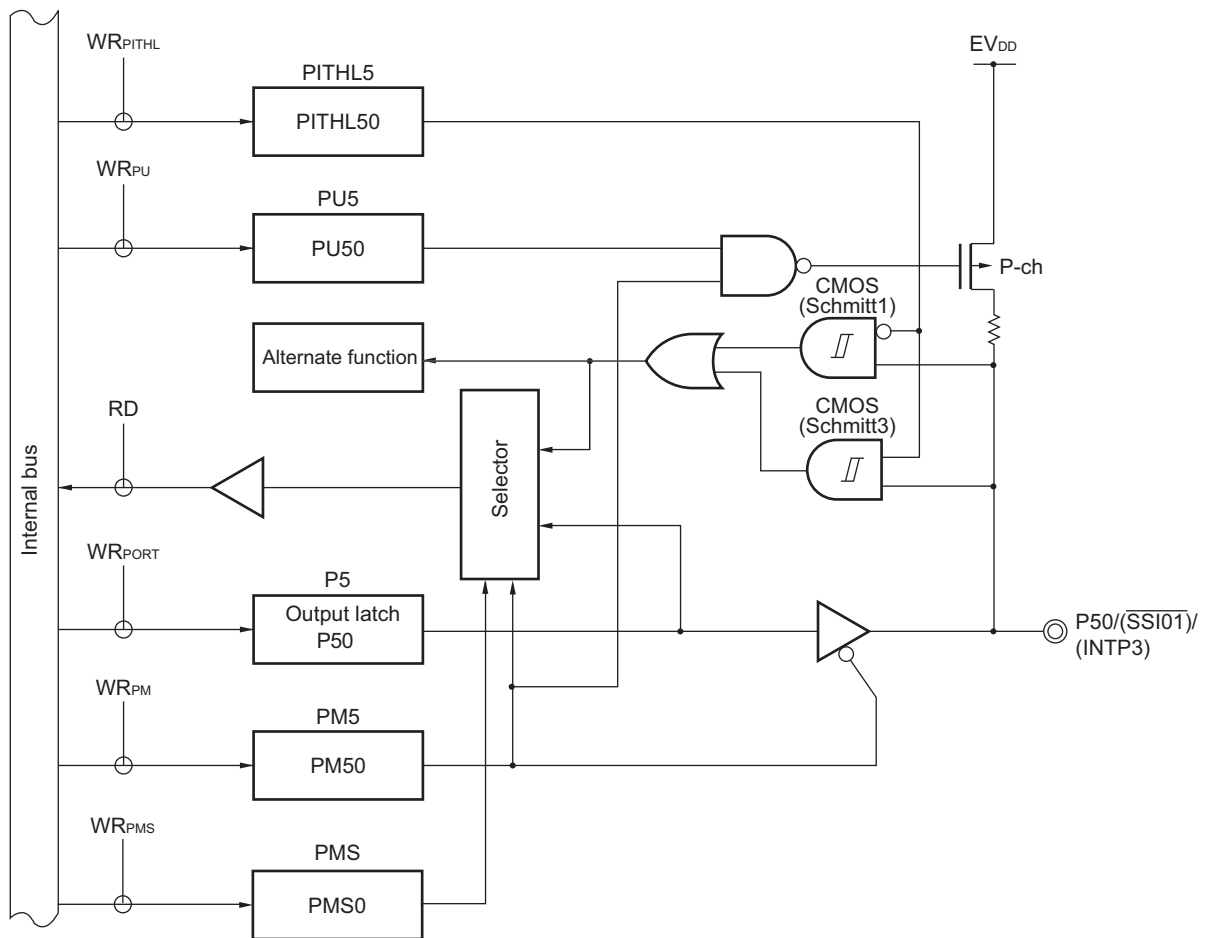 WRPITHL
PITHL5
PITHL50
EVDD
WRPU
PU5
PU50
P-ch
CMOS
(Schmitt1)
Alternate function
CMOS
(Schmitt3)
RD
Selector
Internal bus
WRPORT
P5
Output latch
P50
P50/(SSI01)/
(INTP3)
WRPM
PM5
PM50
WRPMS
PMS
PMS0